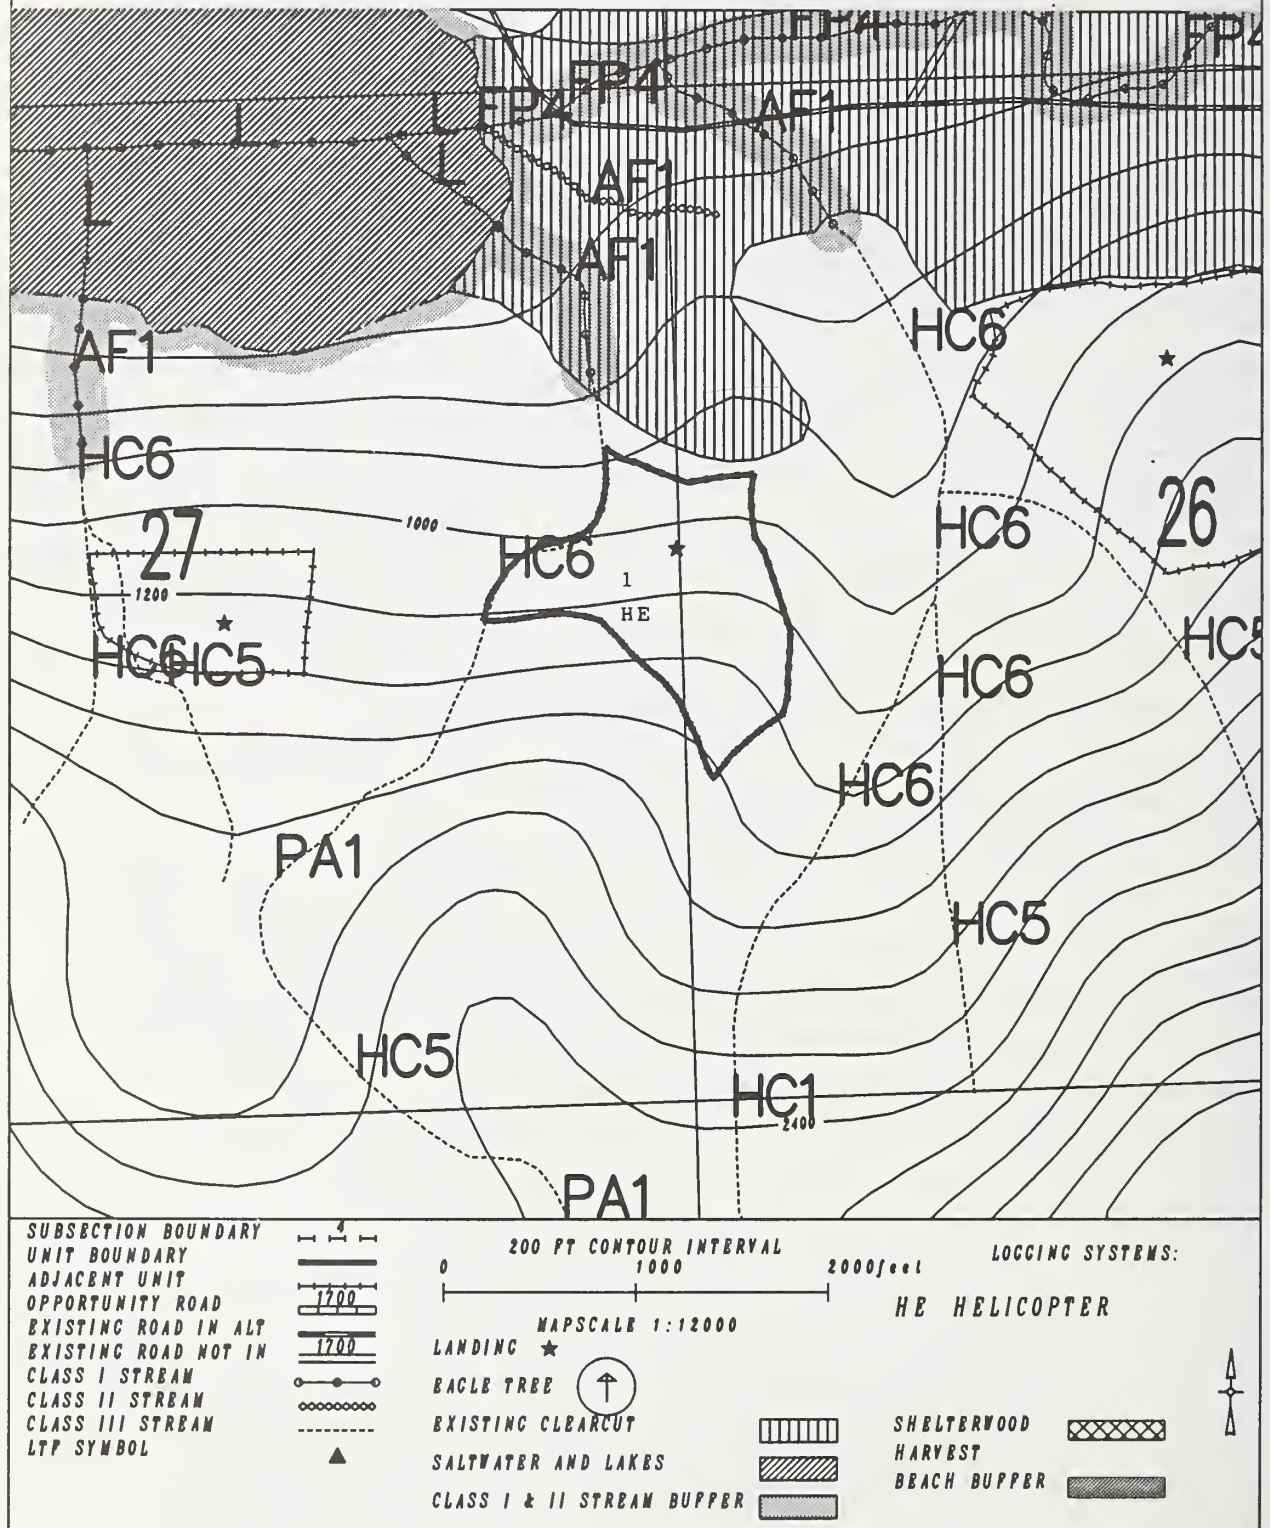 FP4
FP4
FP4
FP4
AF1
L
L
L
L
AF1
AF1
HC6
AF1
HC6
27
1000
HC6
1
HE
HC6
26
1200
HC6
HC5
HC5
HC6
HC6
PA1
HC5
HC5
HC1
2400
PA1
SUBSECTION BOUNDARY
UNIT BOUNDARY
ADJACENT UNIT
OPPORTUNITY ROAD 1700
EXISTING ROAD IN ALT
EXISTING ROAD NOT IN 1700
CLASS I STREAM
CLASS II STREAM
CLASS III STREAM
LTF SYMBOL
200 FT CONTOUR INTERVAL
0 1000 2000feet
MAPSCALE 1:12000
LANDING
EAGLE TREE
EXISTING CLEARCUT
SALTWATER AND LAKES
CLASS I & II STREAM BUFFER
LOGGING SYSTEMS:
HE HELICOPTER
SHELTERWOOD
HARVEST
BEACH BUFFER